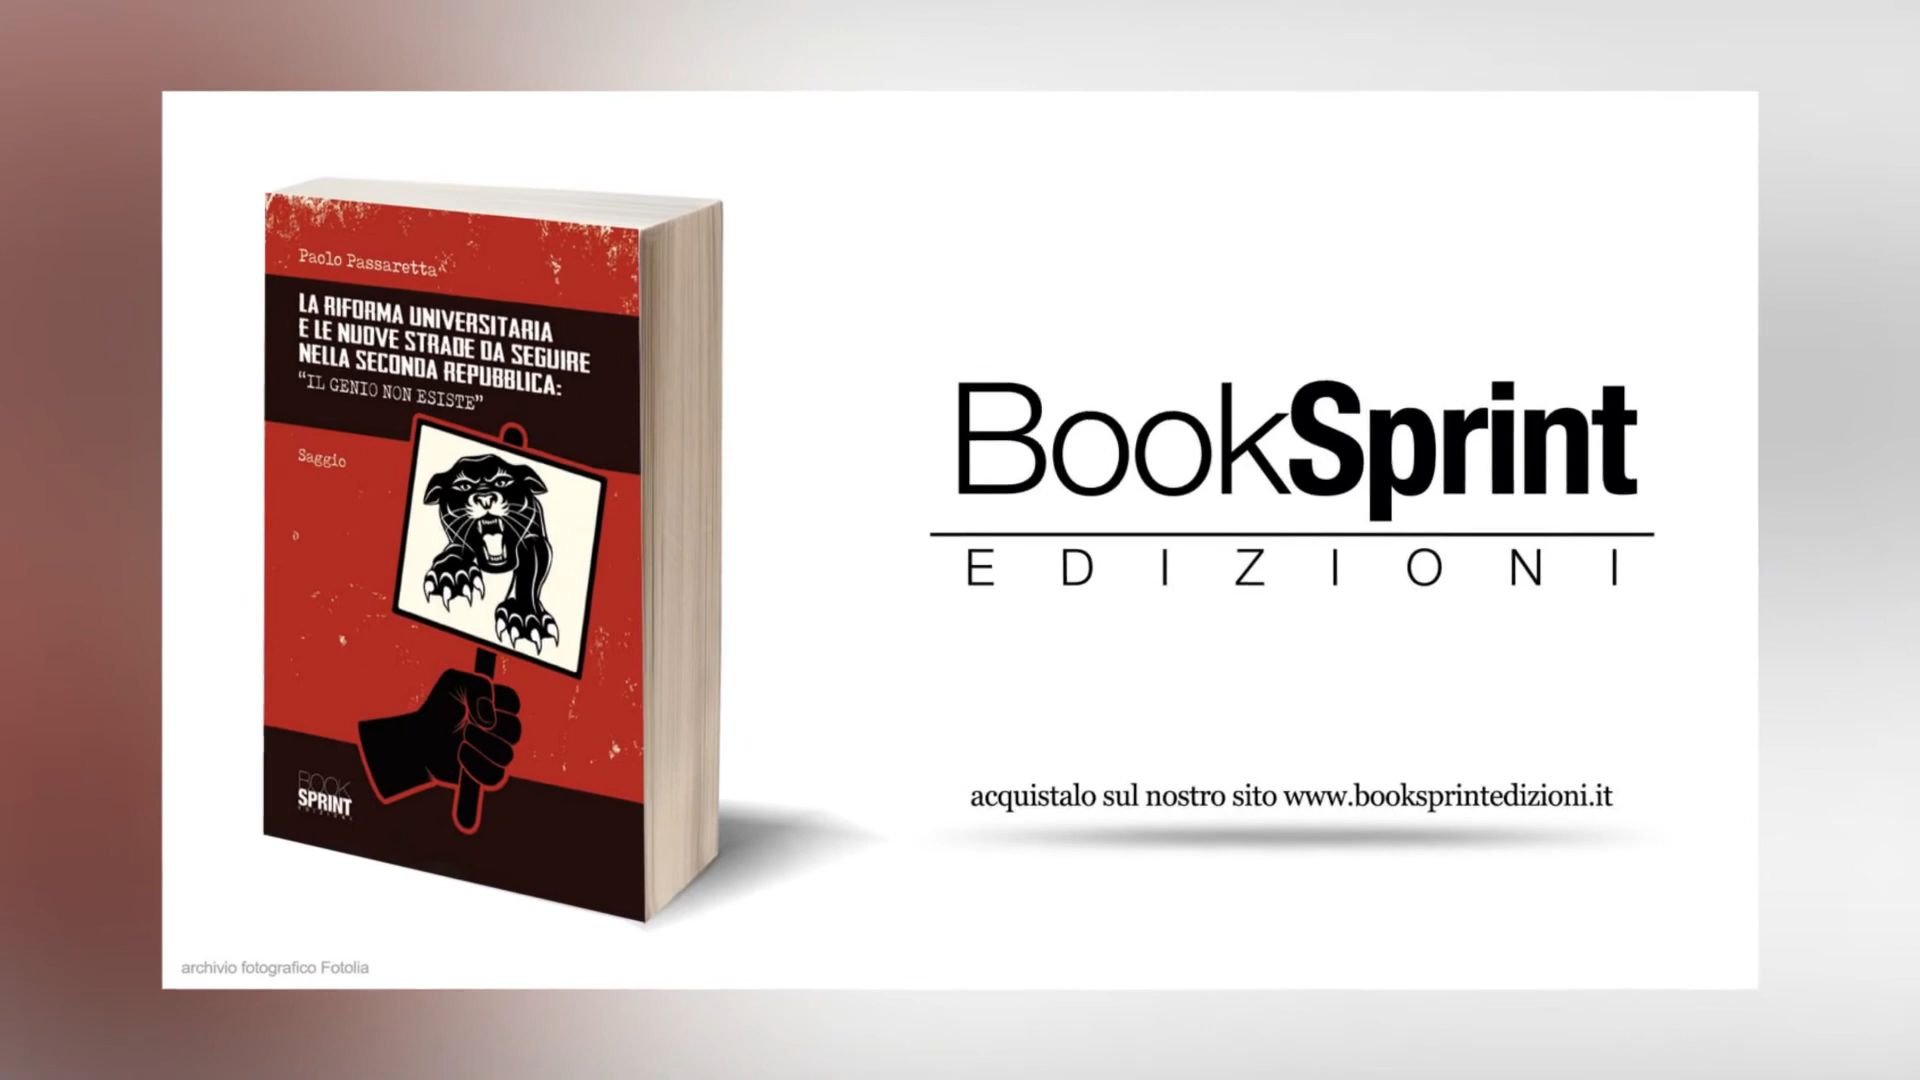 Paolo Passaretta
LA RIFORMA UNIVERSITARIA
E LE NUOVE STRADE DA SEGUIRE
NELLA SECONDA REPUBBLICA:
“IL GENIO NON ESISTE”
Saggio
BOOK
SPRINT
EDIZIONI
BookSprint
EDIZIONI
acquistalo sul nostro sito www.booksprintedizioni.it
archivio fotografico Fotolia